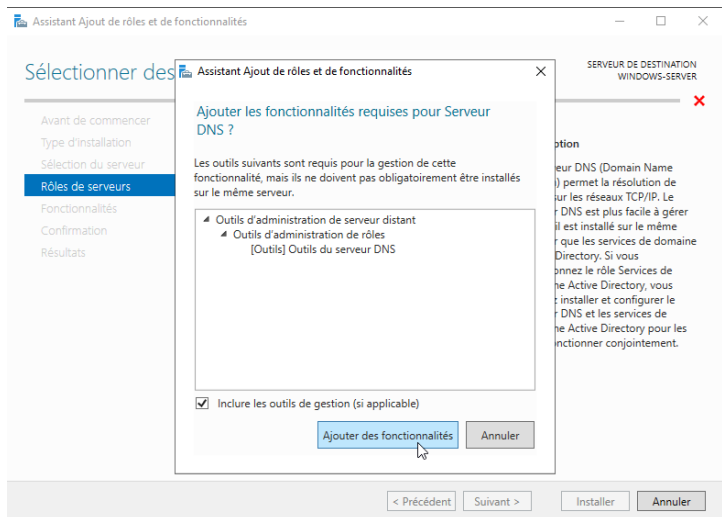 Assistant Ajout de rôles et de fonctionnalités
Sélectionner des
SERVEUR DE DESTINATION
WINDOWS-SERVER
Avant de commencer
Type d'installation
Sélection du serveur
Rôles de serveurs
Fonctionnalités
Confirmation
Résultats
Assistant Ajout de rôles et de fonctionnalités
Ajouter les fonctionnalités requises pour Serveur
DNS ?
Les outils suivants sont requis pour la gestion de cette
fonctionnalité, mais ils ne doivent pas obligatoirement être installés
sur le même serveur.
Outils d'administration de serveur distant
Outils d'administration de rôles
[Outils] Outils du serveur DNS
Inclure les outils de gestion (si applicable)
Ajouter des fonctionnalités
Annuler
ption
eur DNS (Domain Name
) permet la résolution de
sur les réseaux TCP/IP. Le
r DNS est plus facile à gérer
il est installé sur le même
r que les services de domaine
Directory. Si vous
onnez le rôle Services de
ne Active Directory, vous
z installer et configurer le
r DNS et les services de
ne Active Directory pour les
onctionner conjointement.
< Précédent
Suivant >
Installer
Annuler